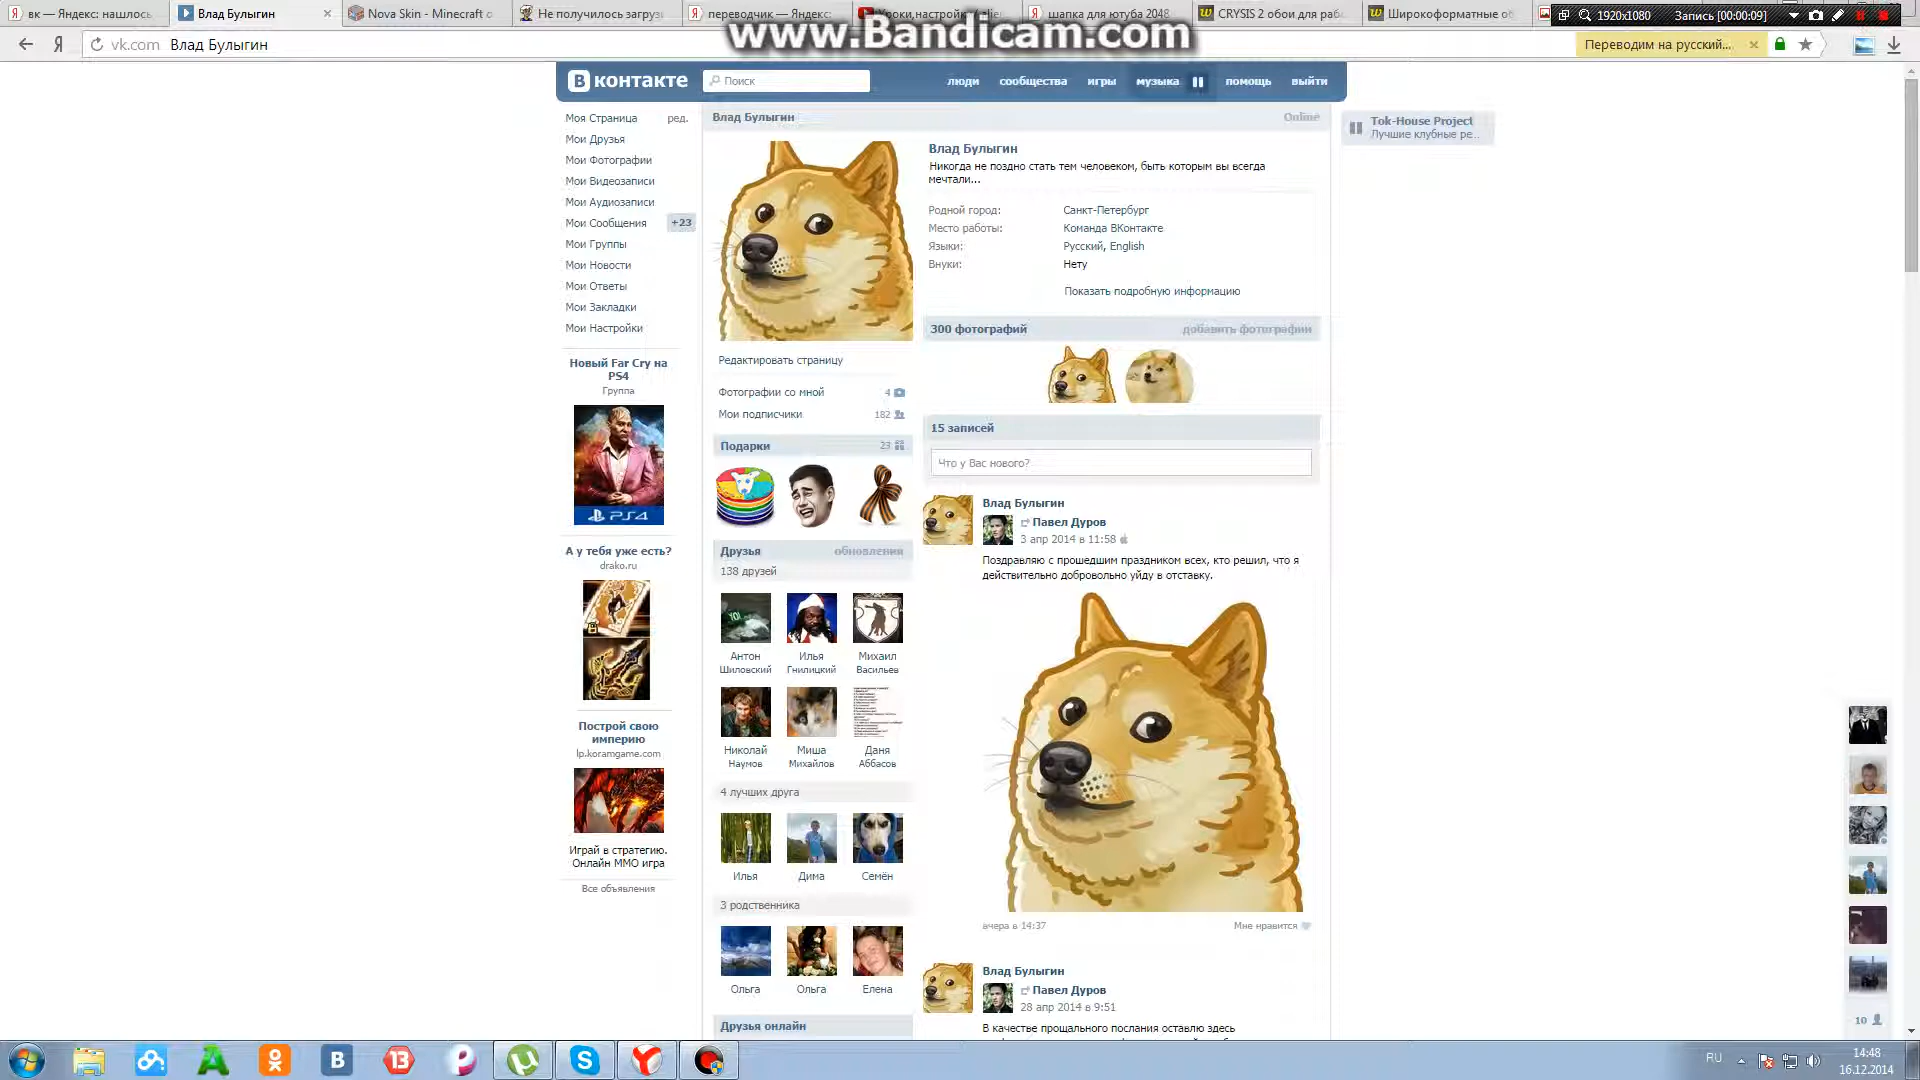 вк — Яндекс: нашлось
Влад Булыгин
Nova Skin - Minecraft
Не получилось загрузи
переводчик — Яндекс:
шапка для ютуба 2048
CRYSIS 2 обои для раб
Широкоформатные об
1920x1080
Запись [00:00:09]
www.Bandicam.com
vk.com Влад Булыгин
Переводим на русский...
В контакте
Поиск
люди
сообщества
игры
музыка
помощь
выйти
Моя Страница
ред.
Мои Друзья
Мои Фотографии
Мои Видеозаписи
Мои Аудиозаписи
Мои Сообщения
+23
Мои Группы
Мои Новости
Мои Ответы
Мои Закладки
Мои Настройки
Новый Far Cry на
PS4
Группа
PS4
А у тебя уже есть?
drako.ru
Построй свою
империю
lp.koramgame.com
Играй в стратегию.
Онлайн MMO игра
Все объявления
Влад Булыгин
Online
Редактировать страницу
Фотографии со мной
4
Мои подписчики
182
Подарки
23
Друзья
обновления
138 друзей
YO!
Антон
Шиловский
Илья
Гнилицкий
Михаил
Васильев
Николай
Наумов
Миша
Михайлов
Даня
Аббасов
4 лучших друга
Илья
Дима
Семён
3 родственника
Ольга
Ольга
Елена
Друзья онлайн
Влад Булыгин
Никогда не поздно стать тем человеком, быть которым вы всегда
мечтали...
Родной город:
Санкт-Петербург
Место работы:
Команда ВКонтакте
Языки:
Русский, English
Внуки:
Нету
Показать подробную информацию
300 фотографий
добавить фотографии
15 записей
Что у Вас нового?
Влад Булыгин
Павел Дуров
3 апр 2014 в 11:58
Поздравляю с прошедшим праздником всех, кто решил, что я
действительно добровольно уйду в отставку.
вчера в 14:37
Мне нравится
Влад Булыгин
Павел Дуров
28 апр 2014 в 9:51
В качестве прощального послания оставлю здесь
Tok-House Project
Лучшие клубные ре...
10
RU
14:48
16.12.2014